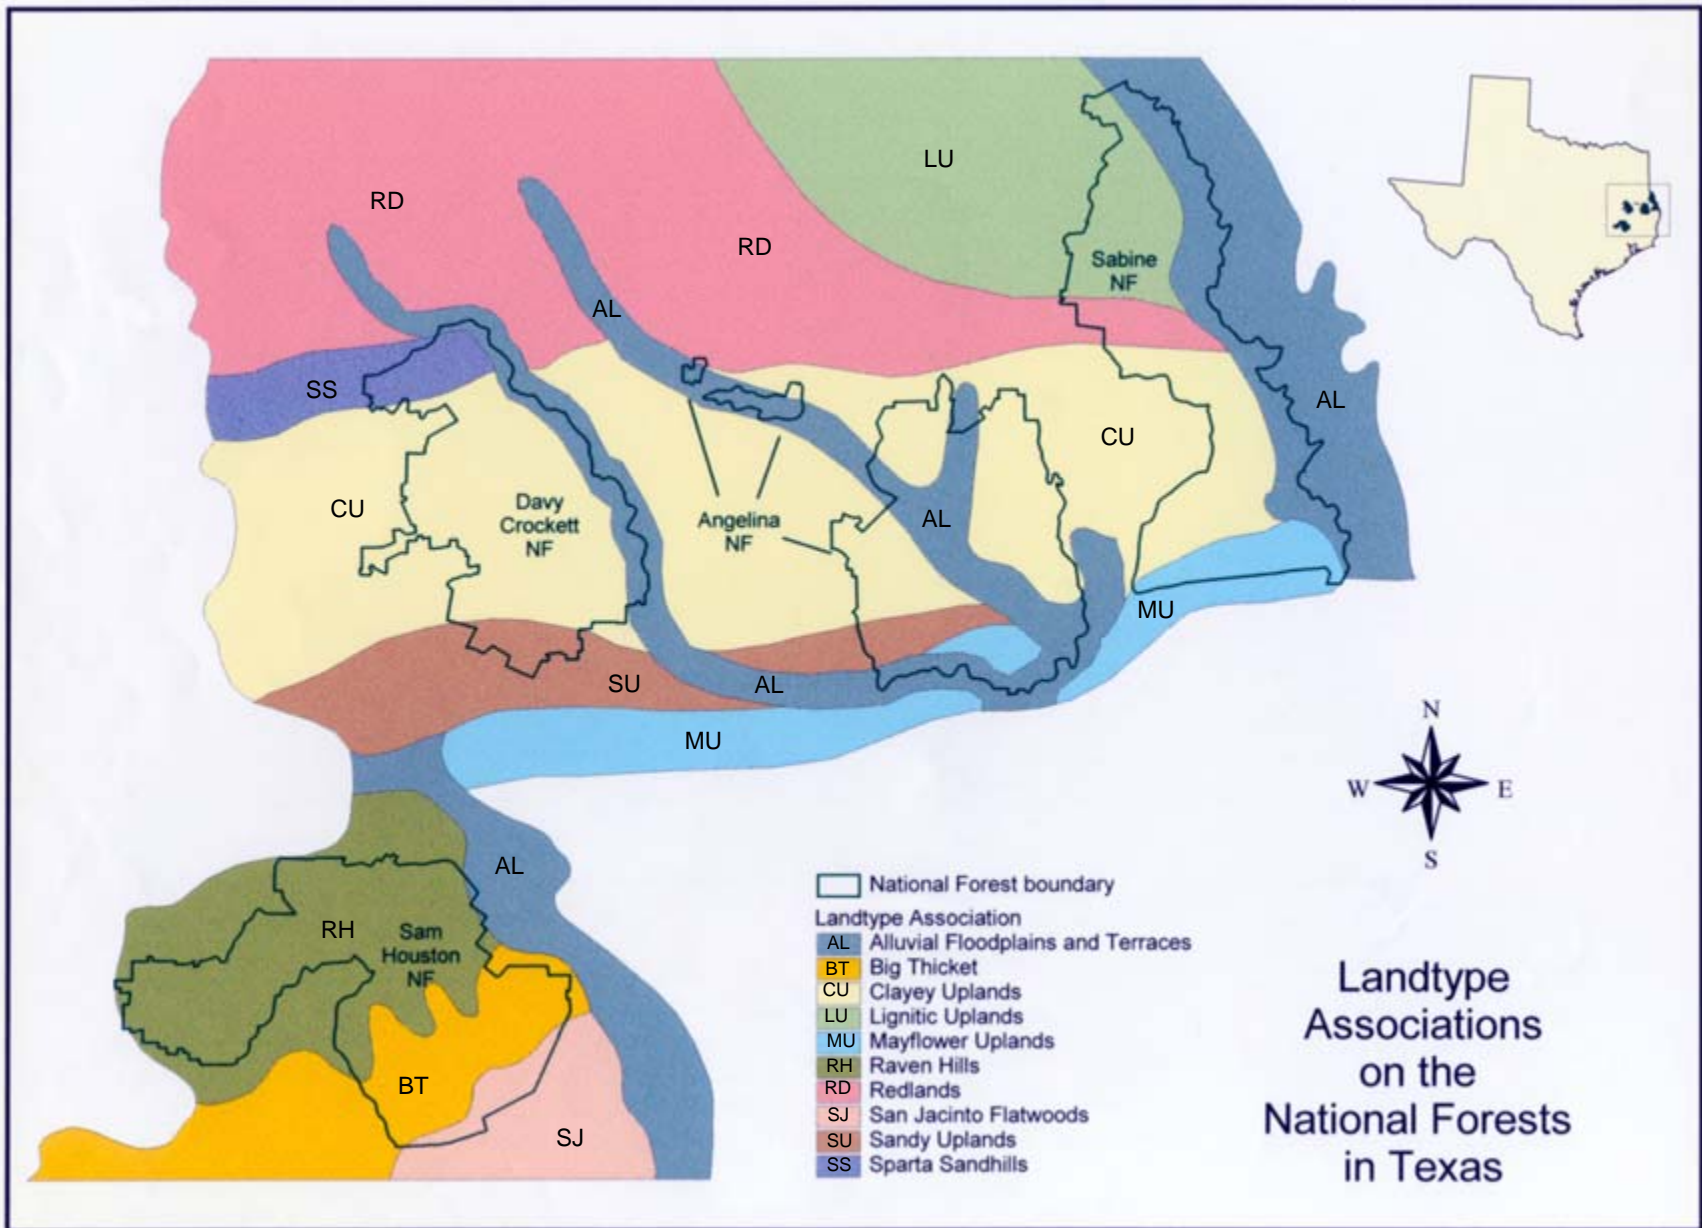 LU
RD
RD
Sabine
NF
AL
SS
AL
CU
CU
Davy
Crockett
NF
Angelina
NF
AL
MU
SU
AL
MU
N
W
E
S
AL
RH
Sam
Houston
NF
BT
SJ
National Forest boundary
Landtype Association
AL Alluvial Floodplains and Terraces
BT Big Thicket
CU Clayey Uplands
LU Lignitic Uplands
MU Mayflower Uplands
RH Raven Hills
RD Redlands
SJ San Jacinto Flatwoods
SU Sandy Uplands
SS Sparta Sandhills
Landtype
Associations
on the
National Forests
in Texas